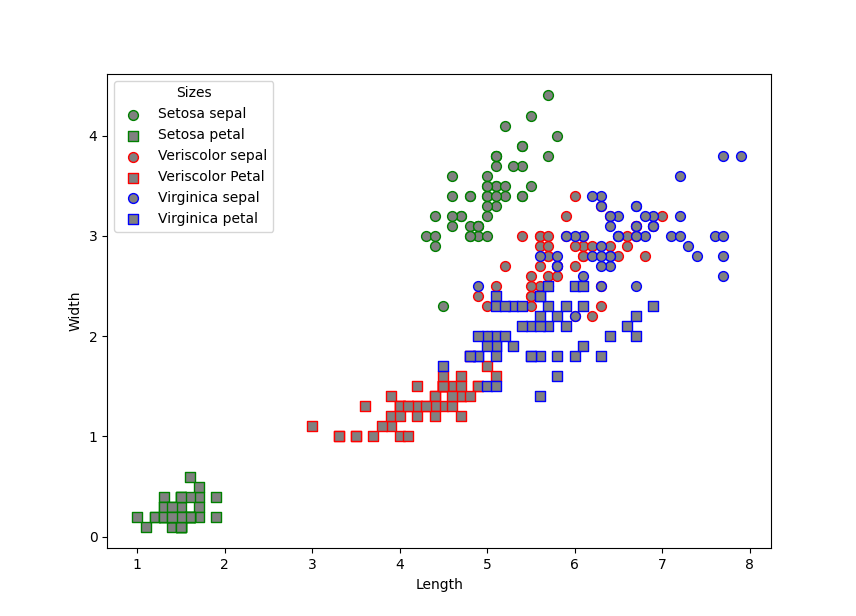 Sizes
Setosa sepal
Setosa petal
Veriscolor sepal
Veriscolor Petal
Virginica sepal
Virginica petal
4
3
2
1
0
Width
1 2 3 4 5 6 7 8
Length